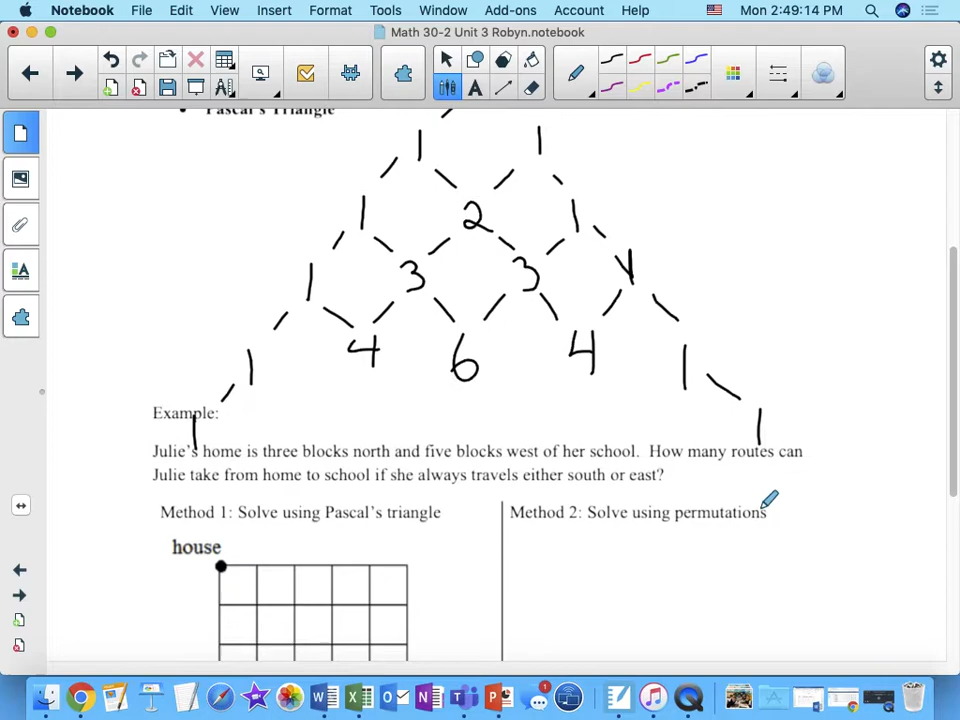 Notebook File Edit View Insert Format Tools Window Add-ons Account Help Mon 2:49:14 PM
Math 30-2 Unit 3 Robyn.notebook
• Pascal's Triangle
1 1
1 2 1
1 3 3 1
1 4 6 4 1
1 1
Example:
Julie's home is three blocks north and five blocks west of her school. How many routes can
Julie take from home to school if she always travels either south or east?
Method 1: Solve using Pascal's triangle
Method 2: Solve using permutations
house